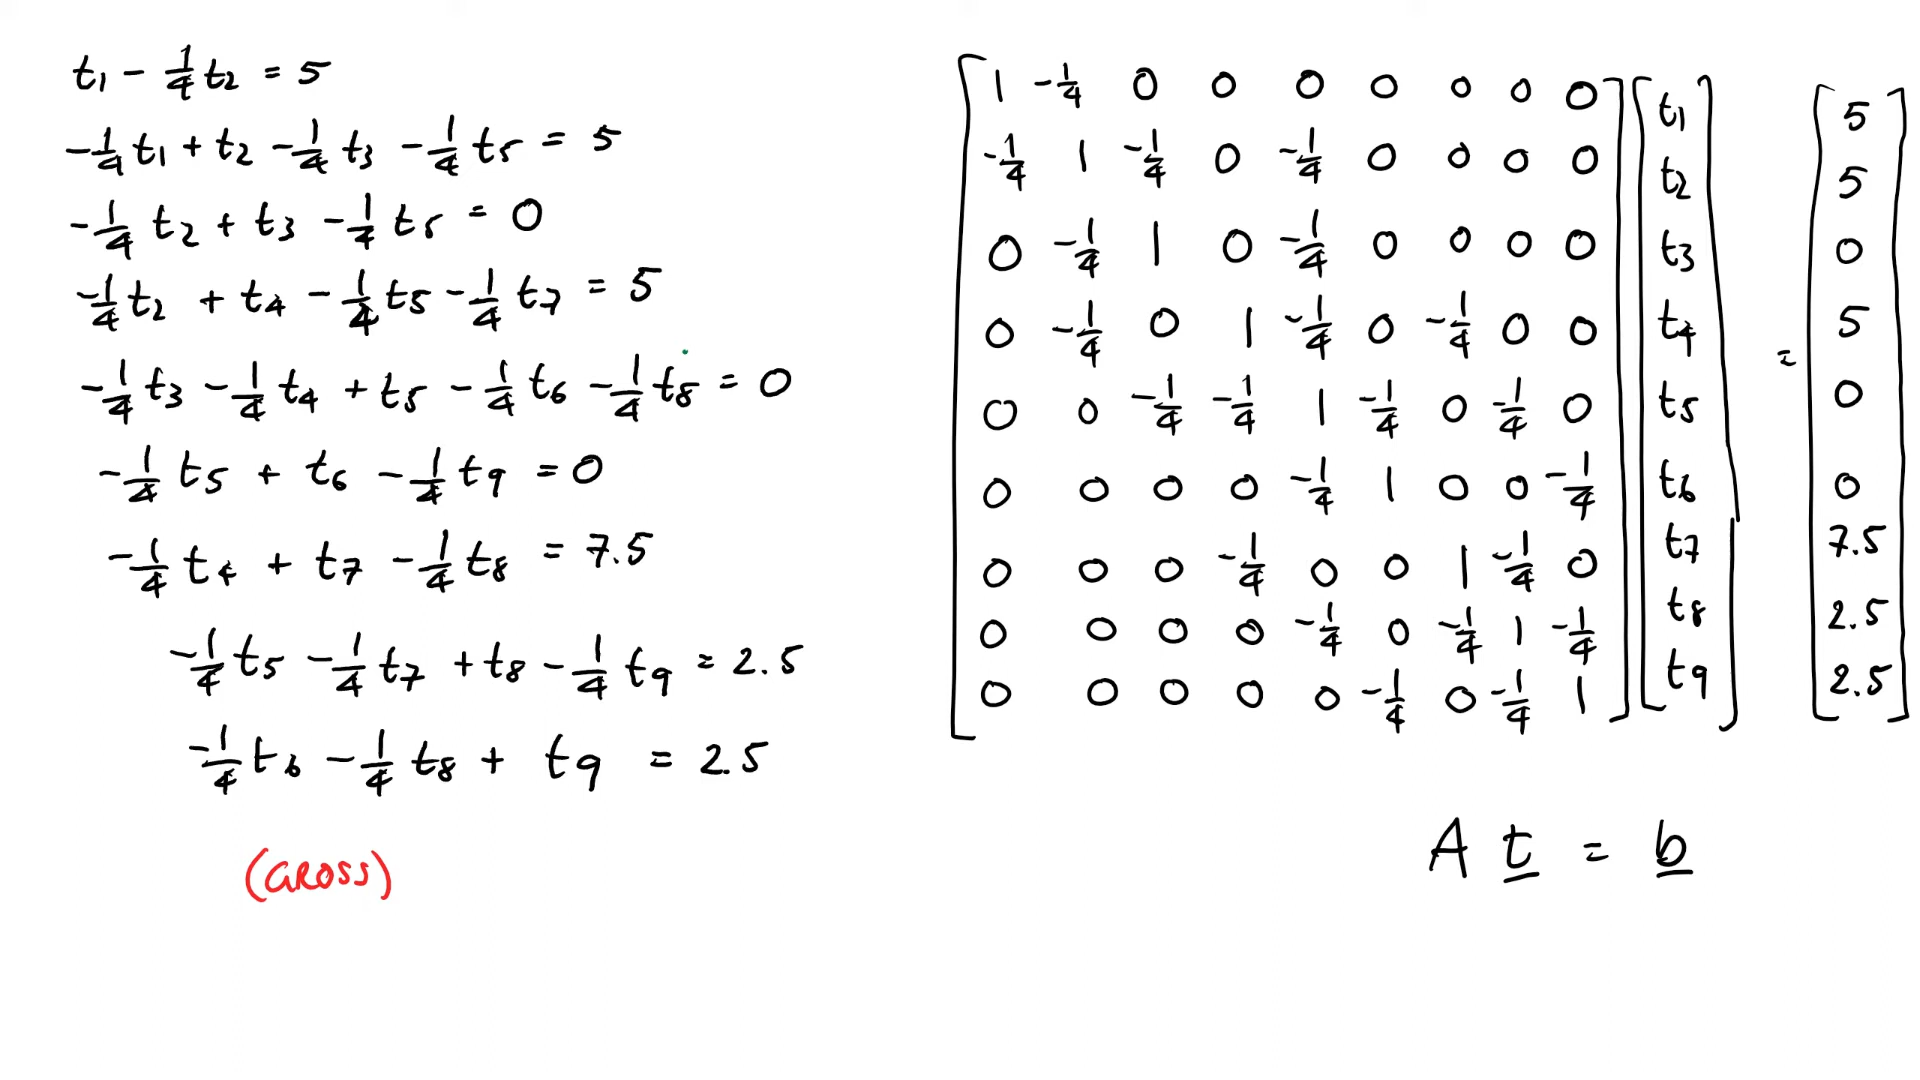 t1 - 1/4 t2 = 5
-1/4 t1 + t2 - 1/4 t3 - 1/4 t5 = 5
-1/4 t2 + t3 - 1/4 t5 = 0
-1/4 t2 + t4 - 1/4 t5 - 1/4 t7 = 5
-1/4 t3 - 1/4 t4 + t5 - 1/4 t6 - 1/4 t8 = 0
-1/4 t5 + t6 - 1/4 t9 = 0
-1/4 t4 + t7 - 1/4 t8 = 7.5
-1/4 t5 - 1/4 t7 + t8 - 1/4 t9 = 2.5
-1/4 t6 - 1/4 t8 + t9 = 2.5
(GROSS)
1 -1/4 0 0 0 0 0 0 0 t1 5
-1/4 1 -1/4 0 -1/4 0 0 0 0 t2 5
0 -1/4 1 0 -1/4 0 0 0 0 t3 0
0 -1/4 0 1 -1/4 0 -1/4 0 0 t4 = 5
0 0 -1/4 -1/4 1 -1/4 0 -1/4 0 t5 0
0 0 0 0 -1/4 1 0 0 -1/4 t6 0
0 0 0 -1/4 0 0 1 -1/4 0 t7 7.5
0 0 0 0 -1/4 0 -1/4 1 -1/4 t8 2.5
0 0 0 0 0 -1/4 0 -1/4 1 t9 2.5
A t = b